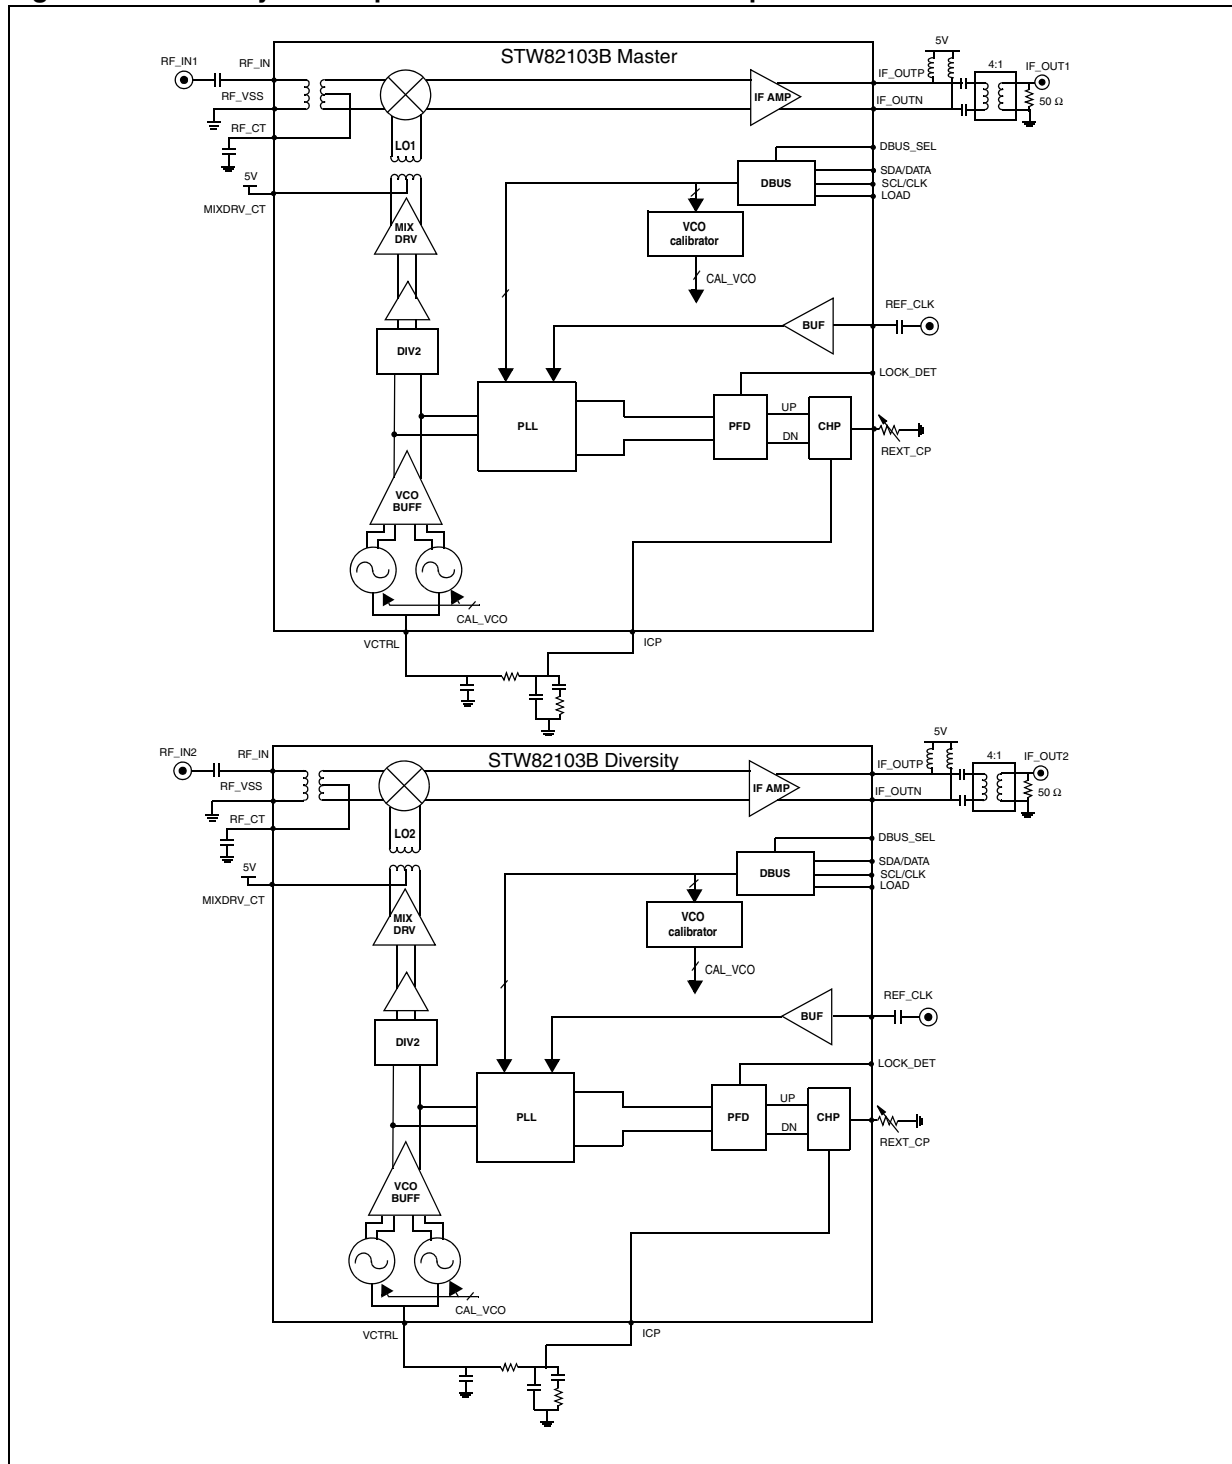 STW82103B Master
5V
RF_IN1
RF_IN
4:1
IF_OUT1
IF_OUTP
IF AMP
RF_VSS
IF_OUTN
50 Ω
RF_CT
LO1
DBUS_SEL
5V
DBUS
SDA/DATA
SCL/CLK
LOAD
MIXDRV_CT
MIX
DRV
VCO
calibrator
CAL_VCO
REF_CLK
BUF
DIV2
LOCK_DET
PLL
PFD
UP
DN
CHP
REXT_CP
VCO
BUFF
CAL_VCO
VCTRL
ICP
STW82103B Diversity
5V
RF_IN2
RF_IN
4:1
IF_OUT2
IF_OUTP
IF AMP
RF_VSS
IF_OUTN
50 Ω
RF_CT
LO2
DBUS_SEL
5V
DBUS
SDA/DATA
SCL/CLK
LOAD
MIXDRV_CT
MIX
DRV
VCO
calibrator
CAL_VCO
REF_CLK
BUF
DIV2
LOCK_DET
PLL
PFD
UP
DN
CHP
REXT_CP
VCO
BUFF
CAL_VCO
VCTRL
ICP